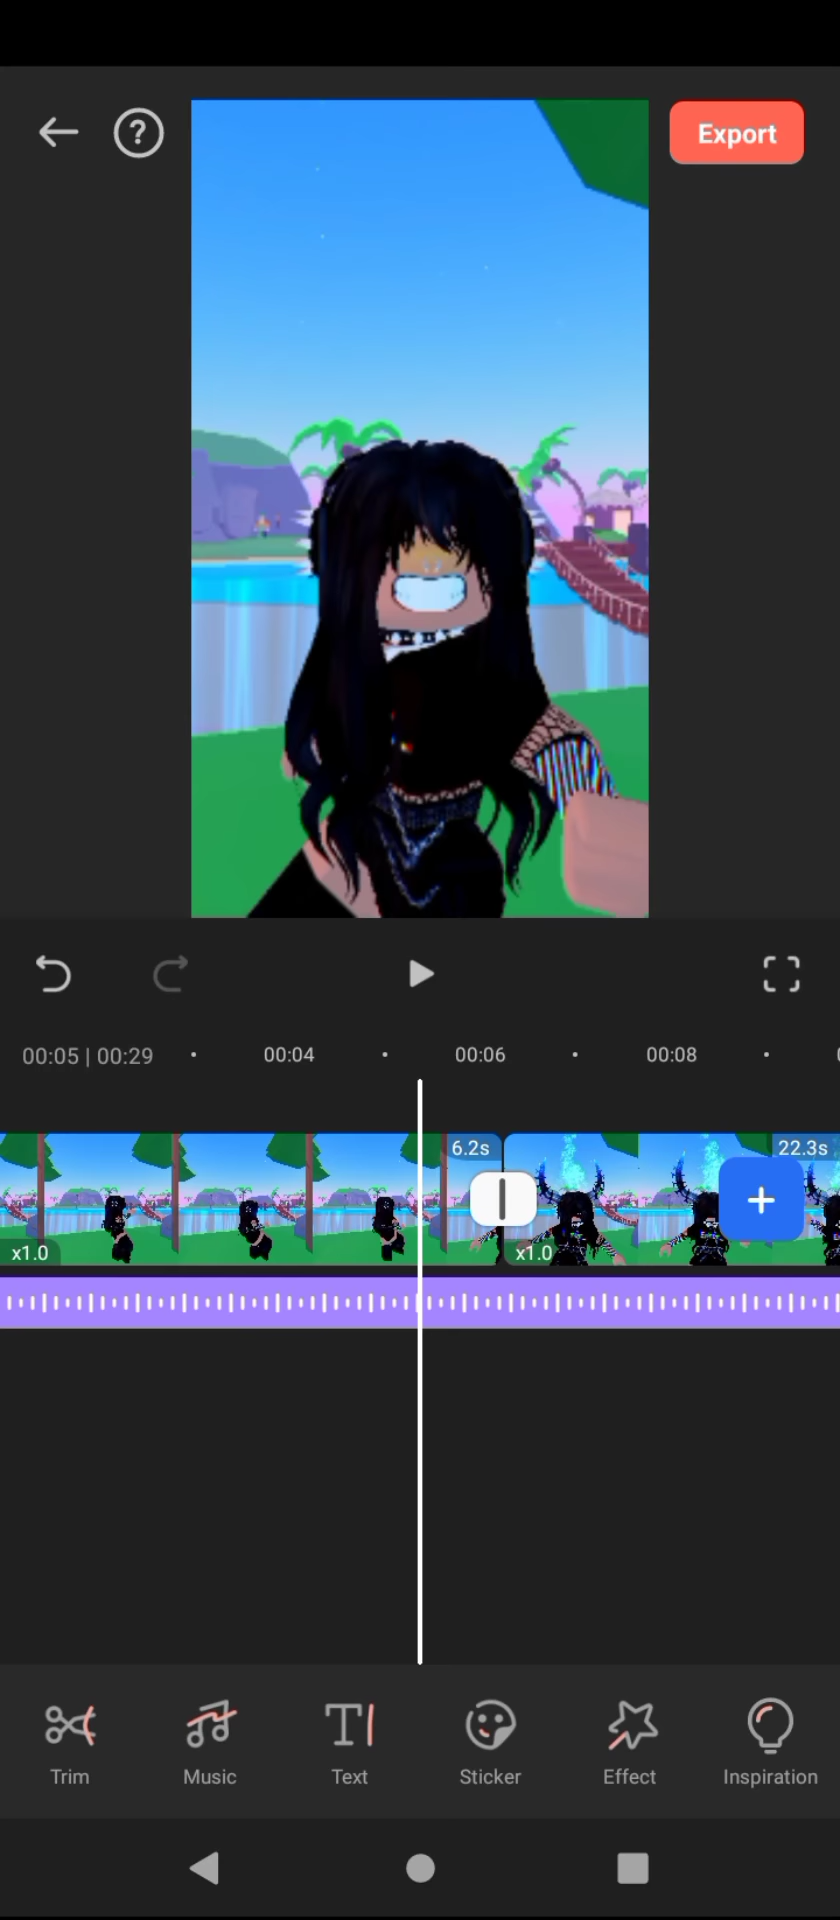 ?
Export
00:05 | 00:29
00:04
00:06
00:08
6.2s
22.3s
x1.0
x1.0
Trim
Music
Text
Sticker
Effect
Inspiration